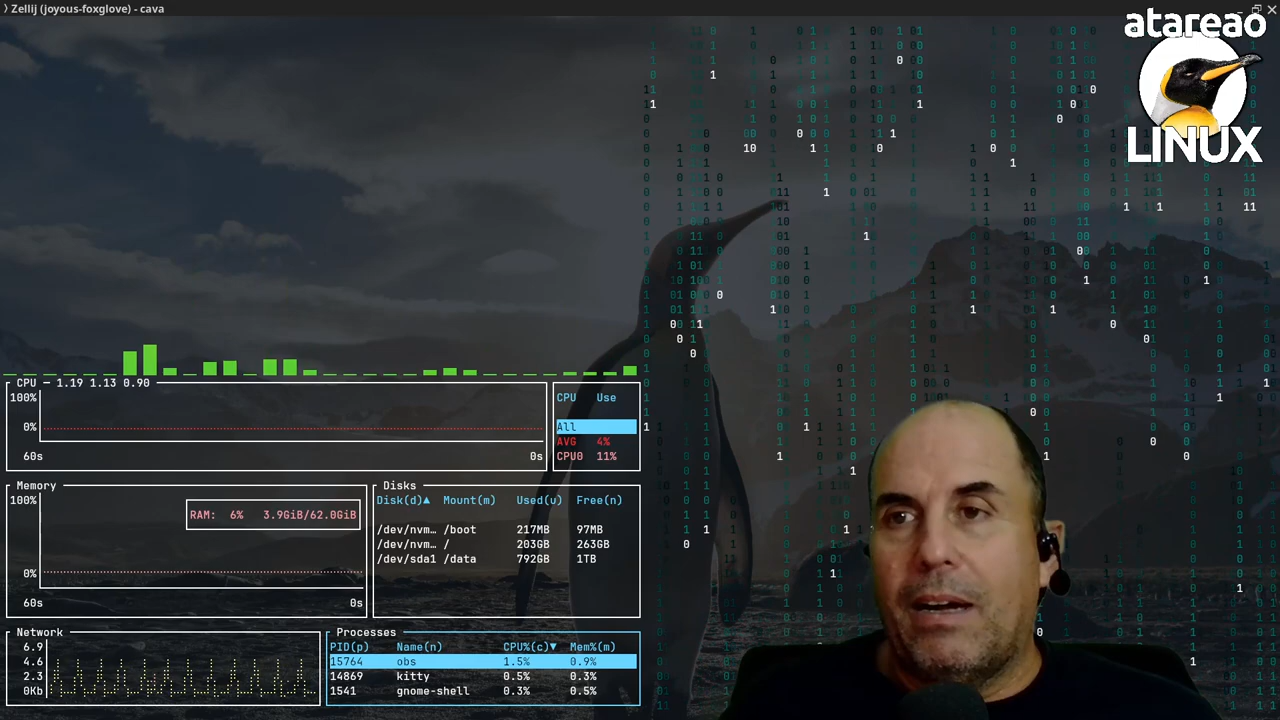 ⟩ Zellij (joyous-foxglove) - cava
atareao
LINUX
CPU — 1.19 1.13 0.90
100%
0%
60s 0s
CPU Use
All
AVG 4%
CPU0 11%
Memory
100%
RAM: 6% 3.9GiB/62.0GiB
0%
60s 0s
Disks
Disk(d)▲ Mount(m) Used(u) Free(n)
/dev/nvm… /boot 217MB 97MB
/dev/nvm… / 203GB 263GB
/dev/sda1 /data 792GB 1TB
Network
6.9
4.6
2.3
0Kb
Processes
PID(p) Name(n) CPU%(c)▼ Mem%(m)
15764 obs 1.5% 0.9%
14869 kitty 0.5% 0.3%
1541 gnome-shell 0.3% 0.5%